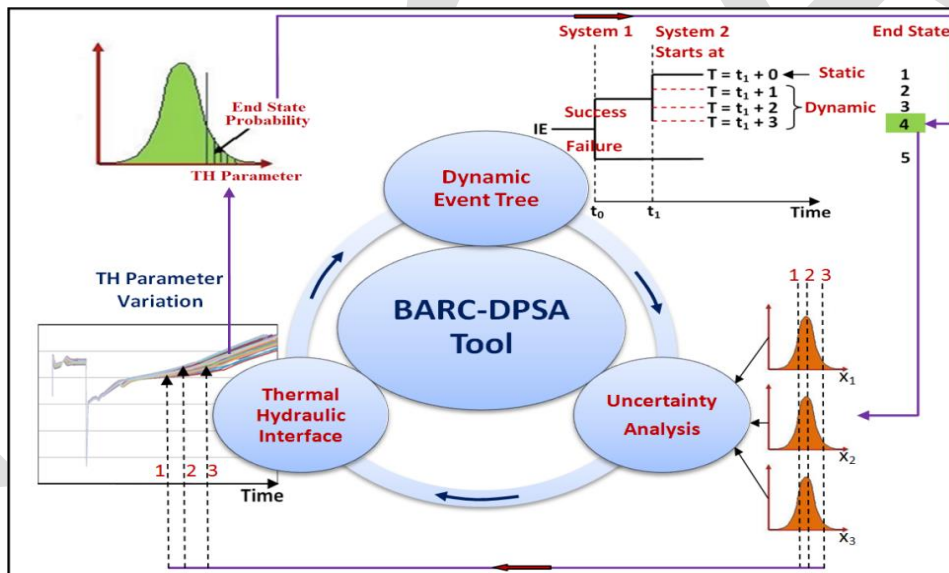 System 1
System 2
Starts at
End State
T = t₁ + 0
Static
1
T = t₁ + 1
2
T = t₁ + 2
Dynamic
3
T = t₁ + 3
4
IE
Success
Failure
5
t₀
t₁
Time
End State
Probability
TH Parameter
Dynamic
Event Tree
TH Parameter
Variation
BARC-DPSA
Tool
Thermal
Hydraulic
Interface
Uncertainty
Analysis
1 2 3
x₁
x₂
x₃
1 2 3
Time